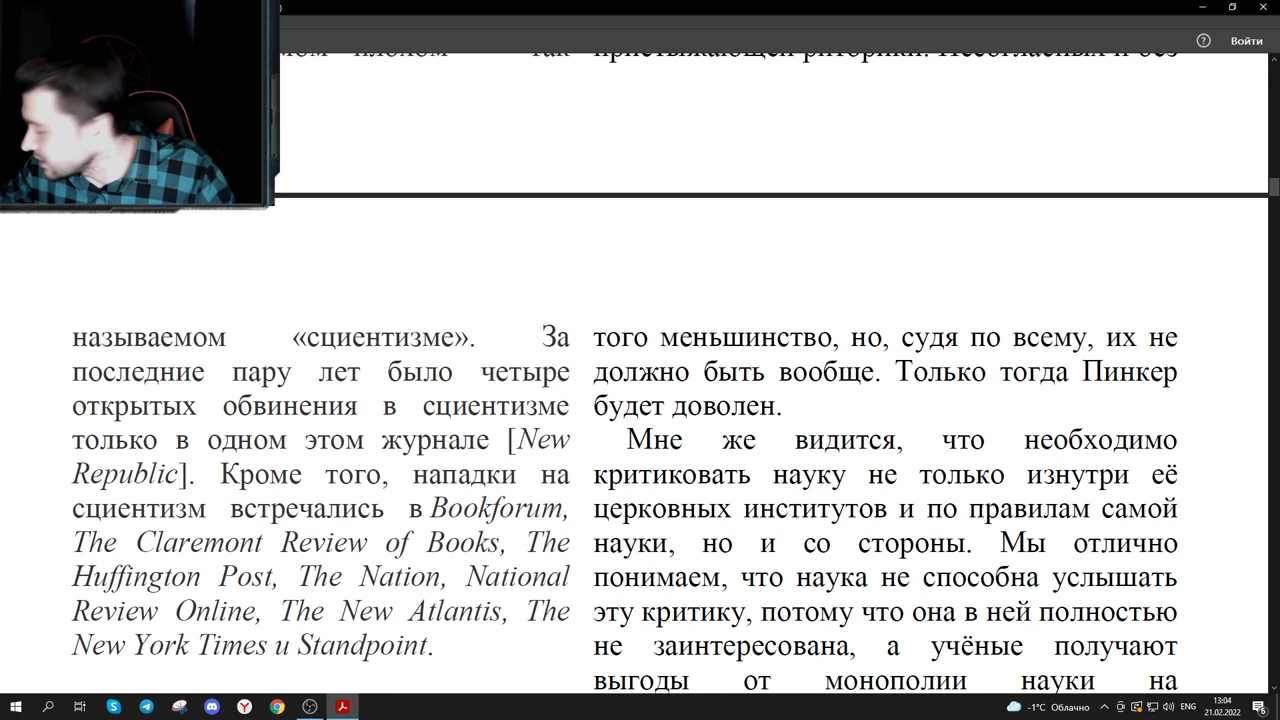 Войти
называемом «сциентизме». За
последние пару лет было четыре
открытых обвинения в сциентизме
только в одном этом журнале [New
Republic]. Кроме того, нападки на
сциентизм встречались в Bookforum,
The Claremont Review of Books, The
Huffington Post, The Nation, National
Review Online, The New Atlantis, The
New York Times и Standpoint.
того меньшинство, но, судя по всему, их не
должно быть вообще. Только тогда Пинкер
будет доволен.
Мне же видится, что необходимо
критиковать науку не только изнутри её
церковных институтов и по правилам самой
науки, но и со стороны. Мы отлично
понимаем, что наука не способна услышать
эту критику, потому что она в ней полностью
не заинтересована, а учёные получают
выгоды от монополии науки на
-1°C Облачно
ENG
13:04
21.02.2022